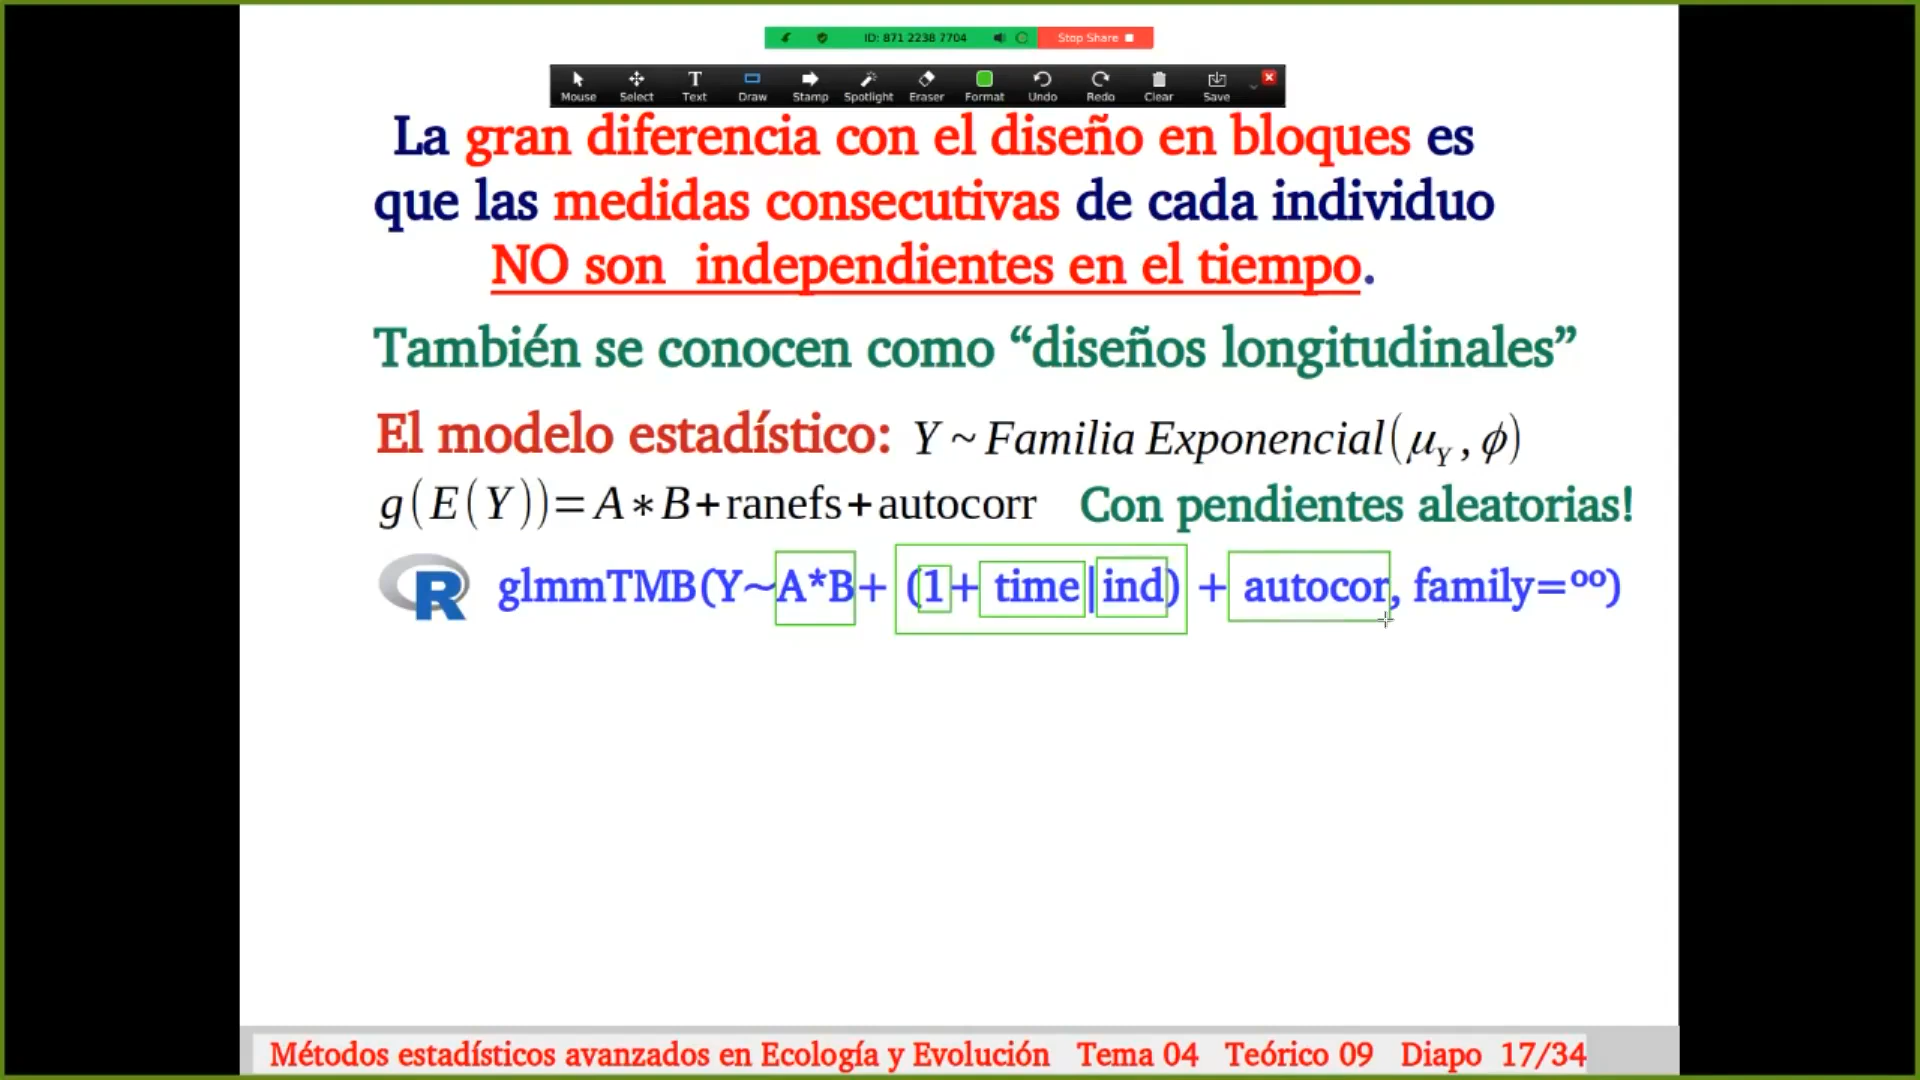 ID: 871 2238 7704 Stop Share
Mouse Select Text Draw Stamp Spotlight Eraser Format Undo Redo Clear Save
La gran diferencia con el diseño en bloques es
que las medidas consecutivas de cada individuo
NO son independientes en el tiempo.
También se conocen como “diseños longitudinales”
El modelo estadístico: Y ~ Familia Exponencial(μ_Y, ϕ)
g(E(Y))=A∗B+ranefs+autocorr Con pendientes aleatorias!
R glmmTMB(Y~A*B+ (1+ time|ind) + autocor, family=ºº)
Métodos estadísticos avanzados en Ecología y Evolución Tema 04 Teórico 09 Diapo 17/34